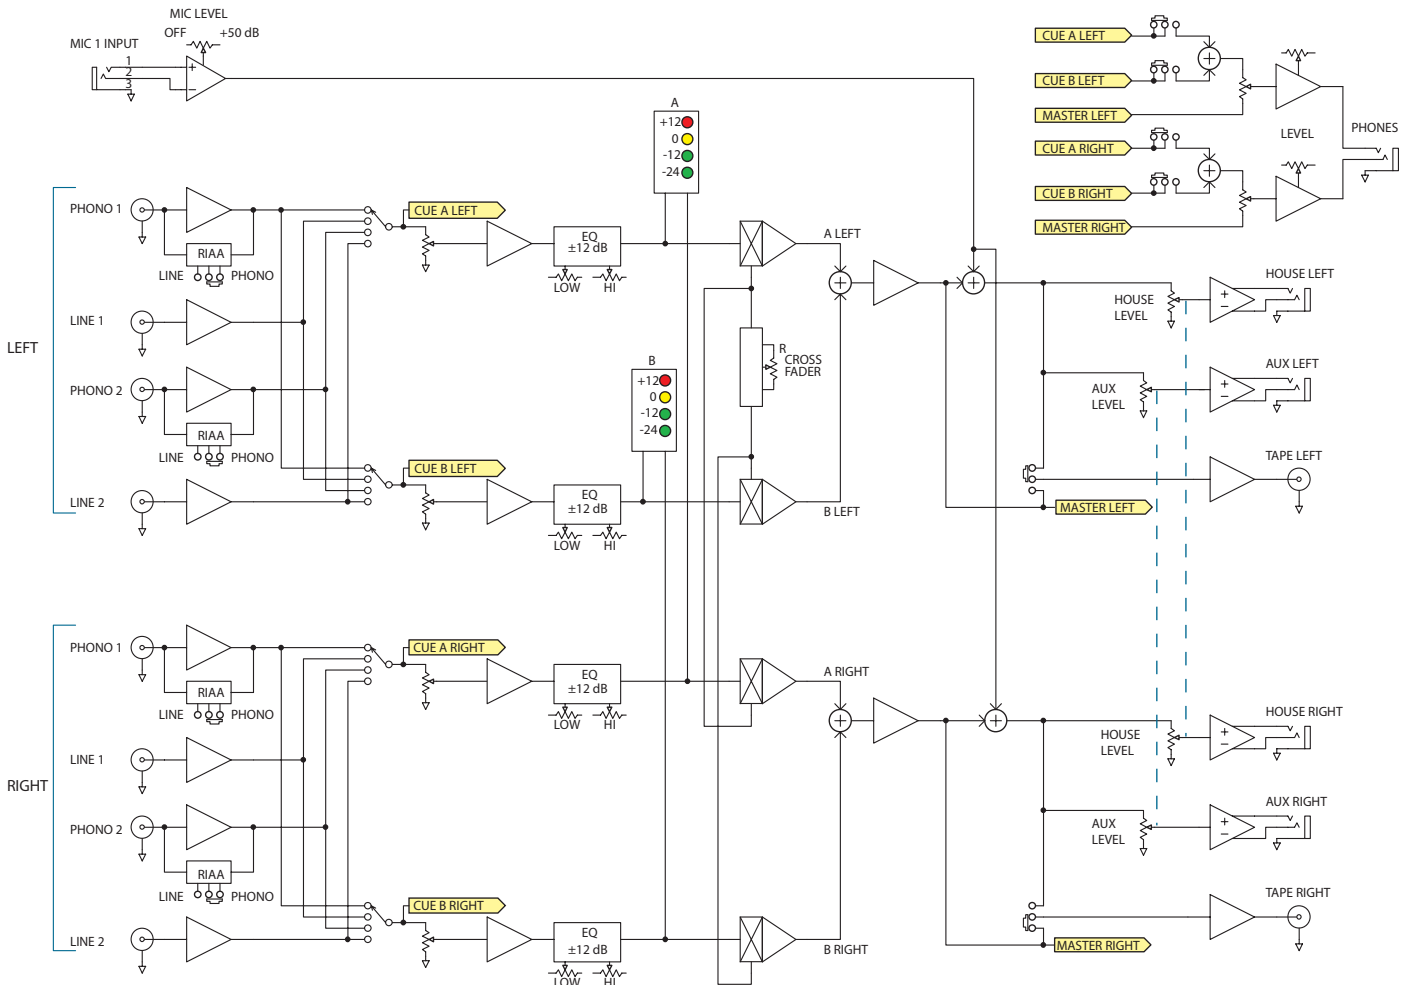 MIC LEVEL
OFF +50 dB
MIC 1 INPUT
1
2
3
+
−
CUE A LEFT
CUE B LEFT
MASTER LEFT
LEVEL
PHONES
CUE A RIGHT
CUE B RIGHT
MASTER RIGHT
A
+12
0
-12
-24
LEFT
PHONO 1
RIAA
LINE PHONO
LINE 1
PHONO 2
RIAA
LINE PHONO
LINE 2
CUE A LEFT
EQ
±12 dB
LOW HI
B
+12
0
-12
-24
CUE B LEFT
EQ
±12 dB
LOW HI
R
CROSS
FADER
A LEFT
B LEFT
HOUSE
LEVEL
HOUSE LEFT
+
−
AUX
LEVEL
AUX LEFT
+
−
TAPE LEFT
MASTER LEFT
RIGHT
PHONO 1
RIAA
LINE PHONO
LINE 1
PHONO 2
RIAA
LINE PHONO
LINE 2
CUE A RIGHT
EQ
±12 dB
LOW HI
CUE B RIGHT
EQ
±12 dB
LOW HI
A RIGHT
B RIGHT
HOUSE
LEVEL
HOUSE RIGHT
+
−
AUX
LEVEL
AUX RIGHT
+
−
TAPE RIGHT
MASTER RIGHT